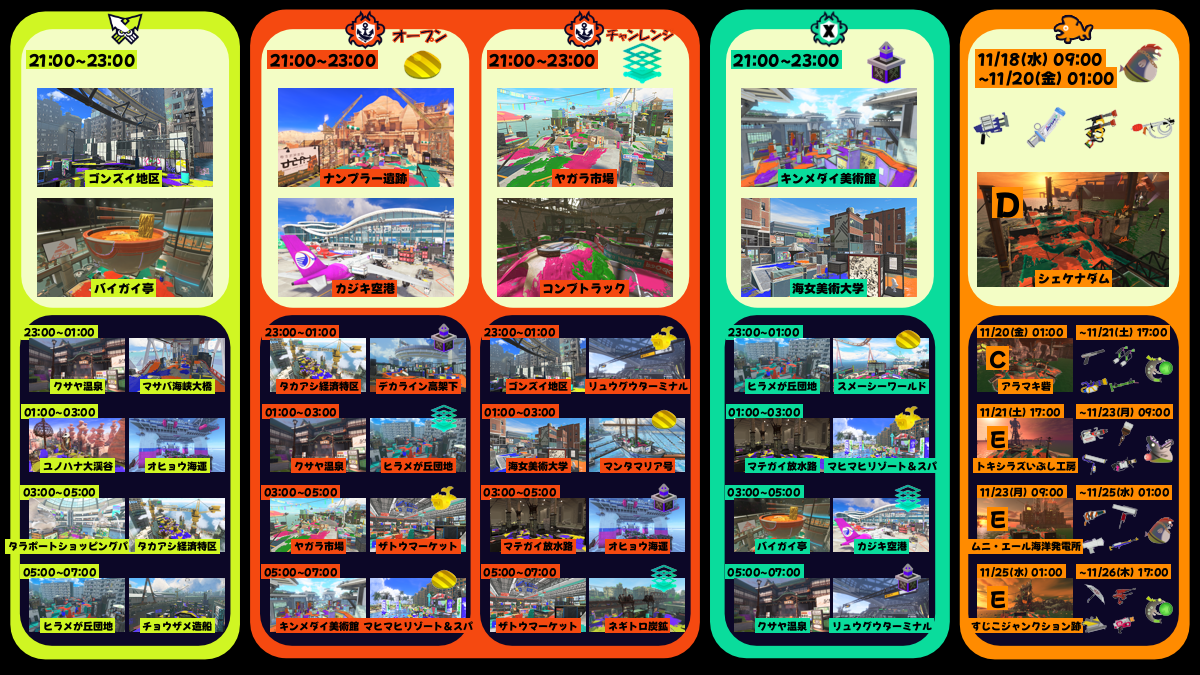 21:00~23:00
ゴンズイ地区
バイガイ亭
23:00~01:00
クサヤ温泉
マサバ海峡大橋
01:00~03:00
ユノハナ大渓谷
オヒョウ海運
03:00~05:00
タラポートショッピングパ
タカアシ経済特区
05:00~07:00
ヒラメが丘団地
チョウザメ造船
オープン
21:00~23:00
ナンプラー遺跡
カジキ空港
23:00~01:00
タカアシ経済特区
デカライン高架下
01:00~03:00
クサヤ温泉
ヒラメが丘団地
03:00~05:00
ヤガラ市場
ザトウマーケット
05:00~07:00
キンメダイ美術館
マヒマヒリゾート&スパ
チャレンジ
21:00~23:00
ヤガラ市場
コンブトラック
23:00~01:00
ゴンズイ地区
リュウグウターミナル
01:00~03:00
海女美術大学
マンタマリア号
03:00~05:00
マテガイ放水路
オヒョウ海運
05:00~07:00
ザトウマーケット
ネギトロ炭鉱
X
21:00~23:00
キンメダイ美術館
海女美術大学
23:00~01:00
ヒラメが丘団地
スメーシーワールド
01:00~03:00
マテガイ放水路
マヒマヒリゾート&スパ
03:00~05:00
バイガイ亭
カジキ空港
05:00~07:00
クサヤ温泉
リュウグウターミナル
11/18(水) 09:00
~11/20(金) 01:00
D
シェケナダム
11/20(金) 01:00
~11/21(土) 17:00
C
アラマキ砦
11/21(土) 17:00
~11/23(月) 09:00
E
トキシラズいぶし工房
11/23(月) 09:00
~11/25(水) 01:00
E
ムニ・エール海洋発電所
11/25(水) 01:00
~11/26(木) 17:00
E
すじこジャンクション跡